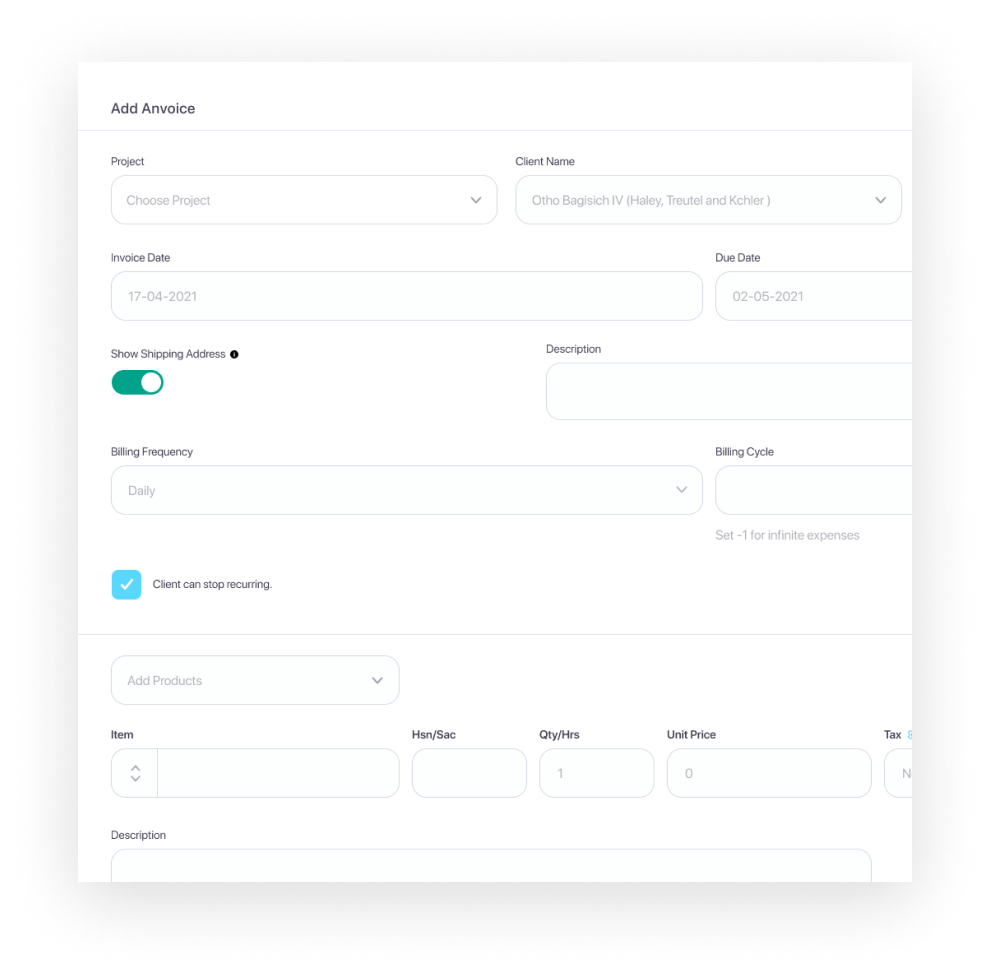 Add Anvoice
Project
Client Name
Choose Project
Otho Bagisich IV (Haley, Treutel and Kchler )
Invoice Date
Due Date
17-04-2021
02-05-2021
Show Shipping Address
Description
Billing Frequency
Billing Cycle
Daily
Set -1 for infinite expenses
Client can stop recurring.
Add Products
Item
Hsn/Sac
Qty/Hrs
Unit Price
Tax
1
0
Description